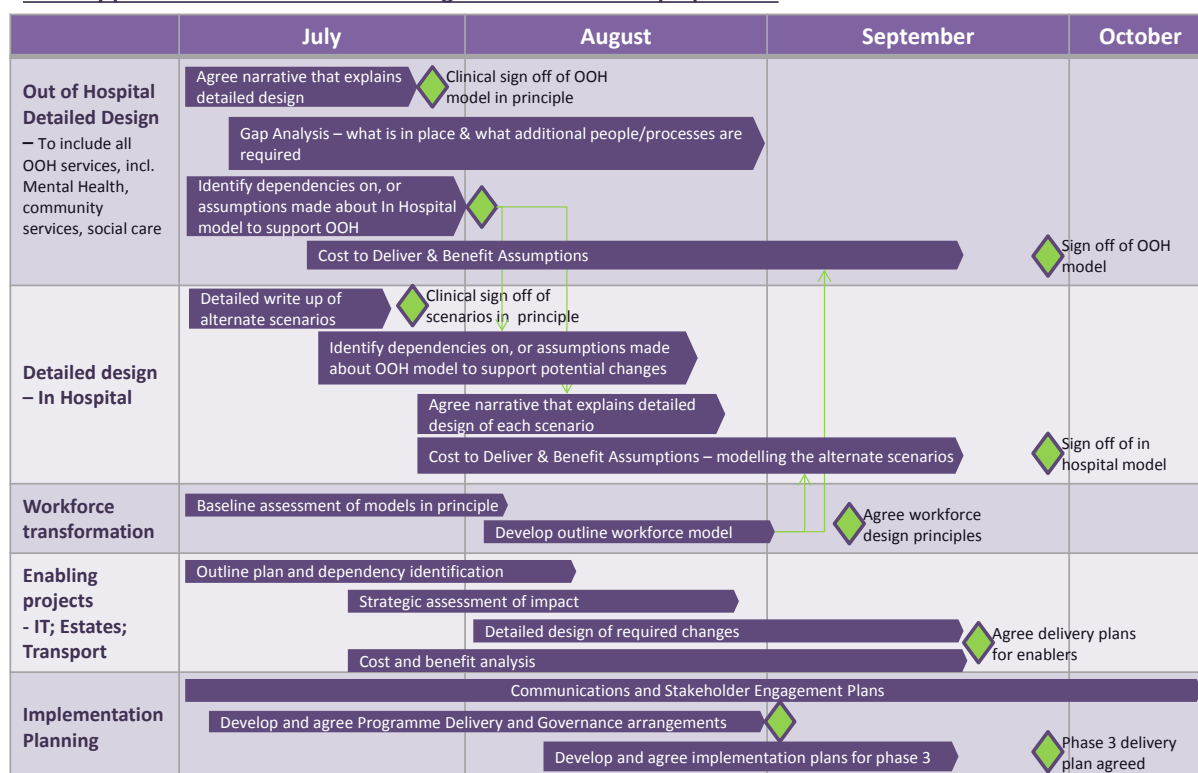 July
August
September
October
Out of Hospital
Detailed Design
– To include all
OOH services, incl.
Mental Health,
community
services, social care
Agree narrative that explains
detailed design
Clinical sign off of OOH
model in principle
Gap Analysis – what is in place & what additional people/processes are
required
Identify dependencies on, or
assumptions made about In Hospital
model to support OOH
Cost to Deliver & Benefit Assumptions
Sign off of OOH
model
Detailed design
– In Hospital
Detailed write up of
alternate scenarios
Clinical sign off of
scenarios in principle
Identify dependencies on, or assumptions made
about OOH model to support potential changes
Agree narrative that explains detailed
design of each scenario
Cost to Deliver & Benefit Assumptions – modelling the alternate scenarios
Sign off of in
hospital model
Workforce
transformation
Baseline assessment of models in principle
Develop outline workforce model
Agree workforce
design principles
Enabling
projects
- IT; Estates;
Transport
Outline plan and dependency identification
Strategic assessment of impact
Detailed design of required changes
Cost and benefit analysis
Agree delivery plans
for enablers
Implementation
Planning
Communications and Stakeholder Engagement Plans
Develop and agree Programme Delivery and Governance arrangements
Develop and agree implementation plans for phase 3
Phase 3 delivery
plan agreed